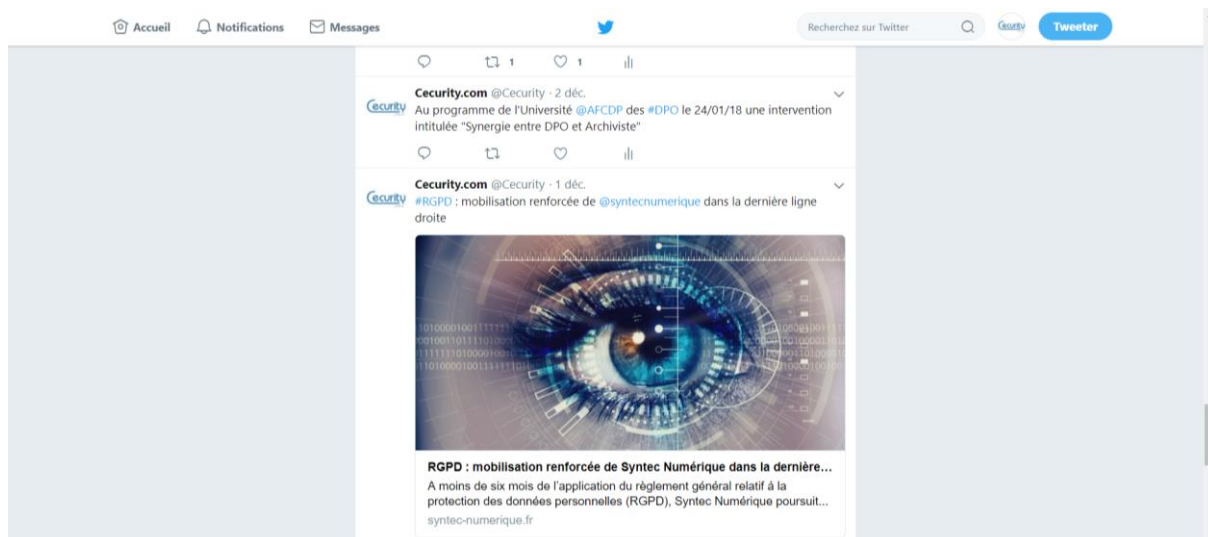 Accueil Notifications Messages Recherchez sur Twitter Cecurity Tweeter
1 1
Cecurity.com @Cecurity · 2 déc.
Cecurity Au programme de l'Université @AFCDP des #DPO le 24/01/18 une intervention
intitulée "Synergie entre DPO et Archiviste"
Cecurity.com @Cecurity · 1 déc.
Cecurity #RGPD : mobilisation renforcée de @syntecnumerique dans la dernière ligne
droite
RGPD : mobilisation renforcée de Syntec Numérique dans la dernière...
A moins de six mois de l'application du règlement général relatif à la
protection des données personnelles (RGPD), Syntec Numérique poursuit...
syntec-numerique.fr